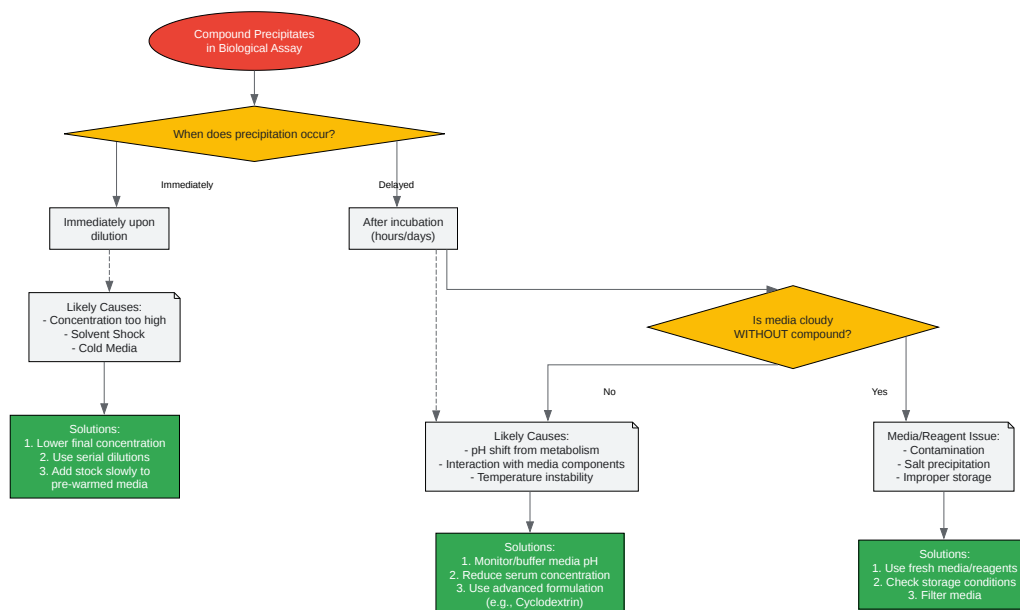 Compound Precipitates
in Biological Assay
When does precipitation occur?
Immediately
Delayed
Immediately upon
dilution
After incubation
(hours/days)
Likely Causes:
- Concentration too high
- Solvent Shock
- Cold Media
Is media cloudy
WITHOUT compound?
No
Yes
Solutions:
1. Lower final concentration
2. Use serial dilutions
3. Add stock slowly to
pre-warmed media
Likely Causes:
- pH shift from metabolism
- Interaction with media components
- Temperature instability
Media/Reagent Issue:
- Contamination
- Salt precipitation
- Improper storage
Solutions:
1. Monitor/buffer media pH
2. Reduce serum concentration
3. Use advanced formulation
(e.g., Cyclodextrin)
Solutions:
1. Use fresh media/reagents
2. Check storage conditions
3. Filter media